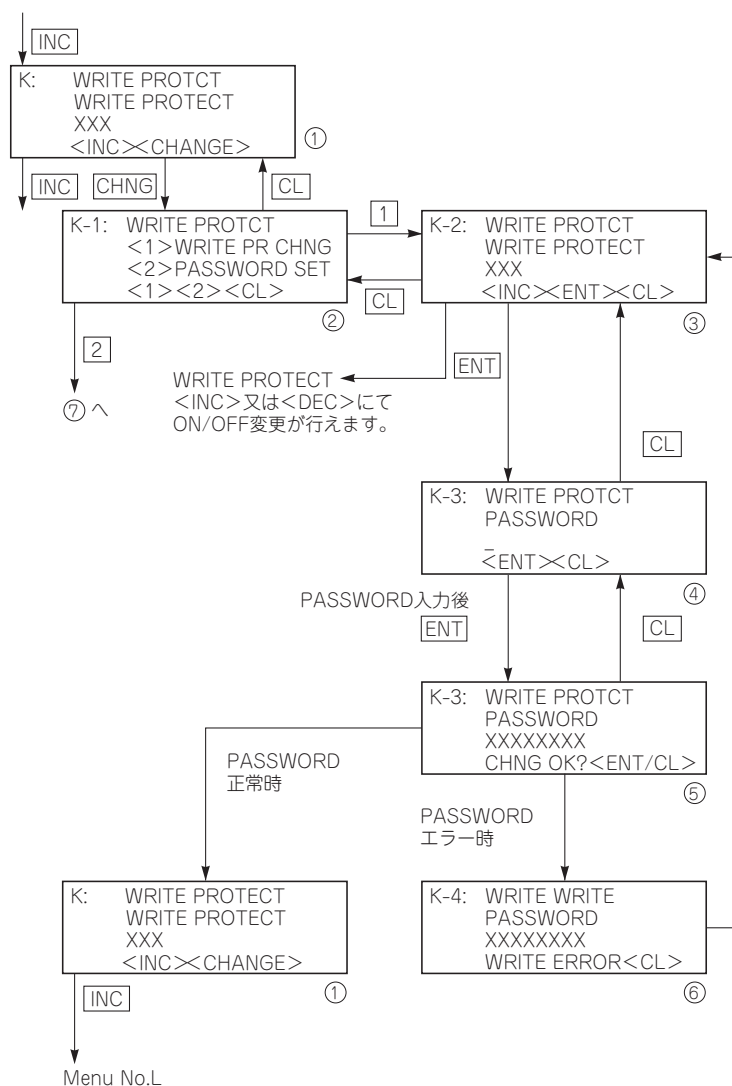 INC
K: WRITE PROTCT
WRITE PROTECT
XXX
<INC><CHANGE>
①
INC CHNG CL
K-1: WRITE PROTCT
<1>WRITE PR CHNG
<2>PASSWORD SET
<1><2><CL>
②
1
CL
K-2: WRITE PROTCT
WRITE PROTECT
XXX
<INC><ENT><CL>
③
2
⑦へ
ENT
WRITE PROTECT
<INC>又は<DEC>にて
ON/OFF変更が行えます。
CL
K-3: WRITE PROTCT
PASSWORD
_
<ENT><CL>
④
PASSWORD入力後
ENT
CL
K-3: WRITE PROTCT
PASSWORD
XXXXXXXX
CHNG OK?<ENT/CL>
⑤
PASSWORD
正常時
PASSWORD
エラー時
K: WRITE PROTECT
WRITE PROTECT
XXX
<INC><CHANGE>
①
K-4: WRITE WRITE
PASSWORD
XXXXXXXX
WRITE ERROR<CL>
⑥
INC
Menu No.L